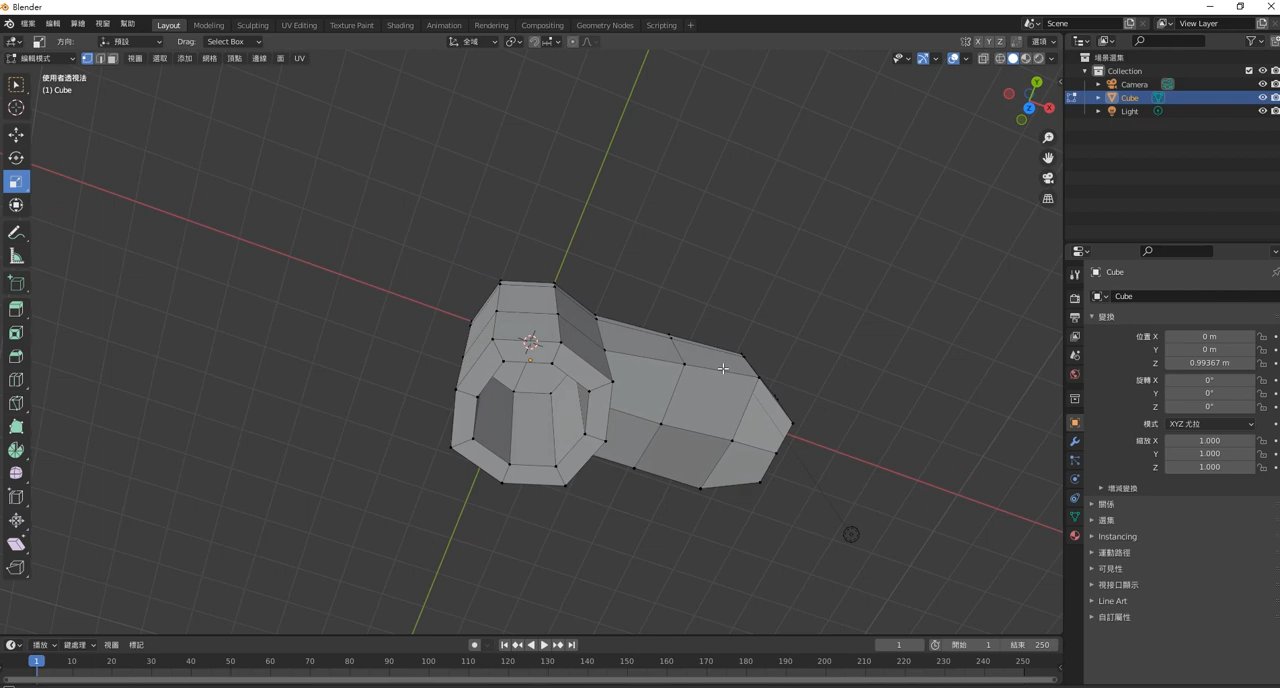 Blender
檔案 編輯 算繪 視窗 幫助 Layout Modeling Sculpting UV Editing Texture Paint Shading Animation Rendering Compositing Geometry Nodes Scripting + Scene View Layer
方向: 預設 Drag: Select Box 全域 X Y Z 選項
編輯模式 視圖 選取 添加 網格 頂點 邊線 面 UV
使用者透視法
(1) Cube
Y
X
Z
場景選集
Collection
Camera
Cube
Light
Cube
Cube
變換
位置 X 0 m
Y 0 m
Z 0.99367 m
旋轉 X 0°
Y 0°
Z 0°
模式 XYZ 尤拉
縮放 X 1.000
Y 1.000
Z 1.000
增減變換
關係
選集
Instancing
運動路徑
可見性
視接口顯示
Line Art
自訂屬性
播放 鍵處理 視圖 標記 1 開始 1 結束 250
1 10 20 30 40 50 60 70 80 90 100 110 120 130 140 150 160 170 180 190 200 210 220 230 240 250